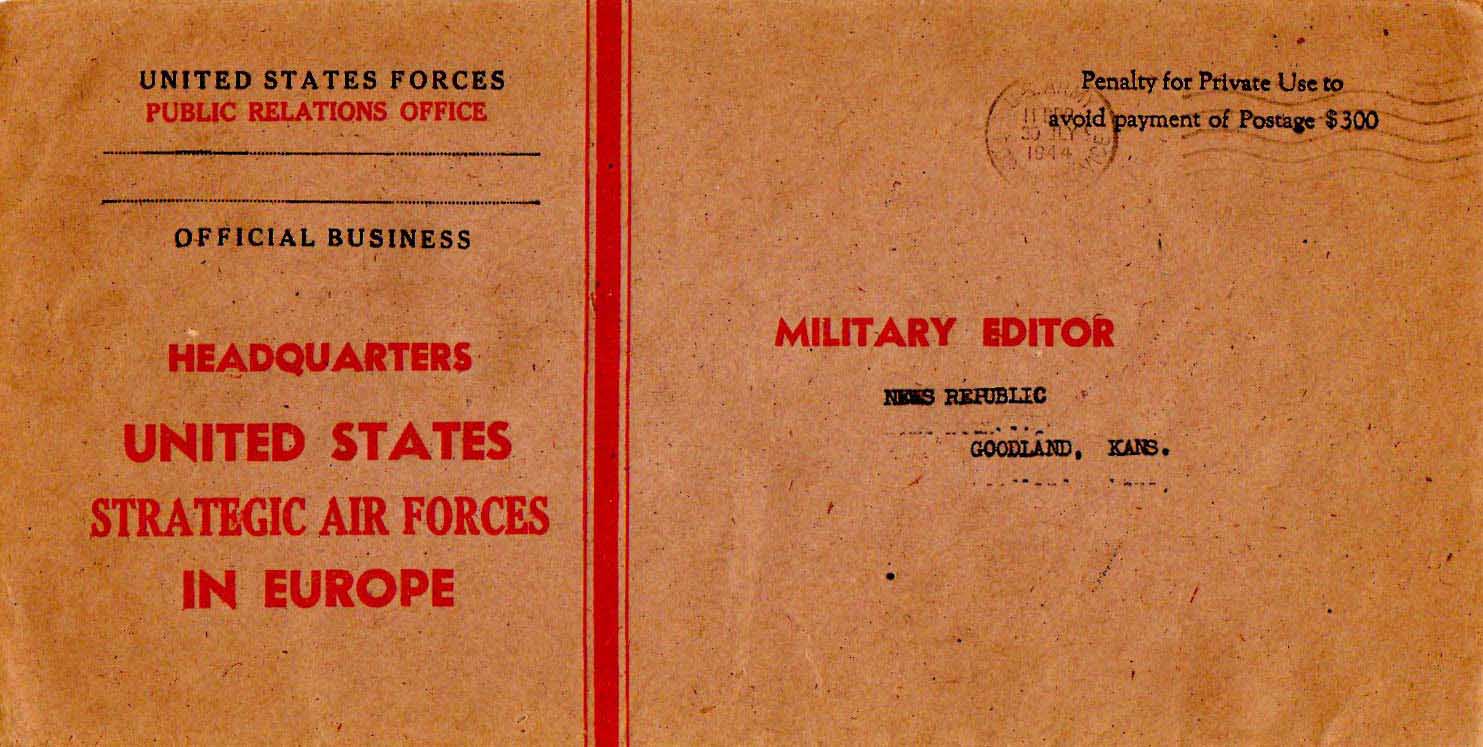 UNITED STATES FORCES
PUBLIC RELATIONS OFFICE
OFFICIAL BUSINESS
HEADQUARTERS
UNITED STATES
STRATEGIC AIR FORCES
IN EUROPE
Penalty for Private Use to
avoid payment of Postage $300
1944
MILITARY EDITOR
NEWS REPUBLIC
GOODLAND, KANS.